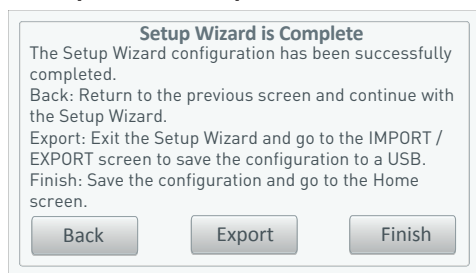 Setup Wizard is Complete
The Setup Wizard configuration has been successfully
completed.
Back: Return to the previous screen and continue with
the Setup Wizard.
Export: Exit the Setup Wizard and go to the IMPORT /
EXPORT screen to save the configuration to a USB.
Finish: Save the configuration and go to the Home
screen.
Back Export Finish